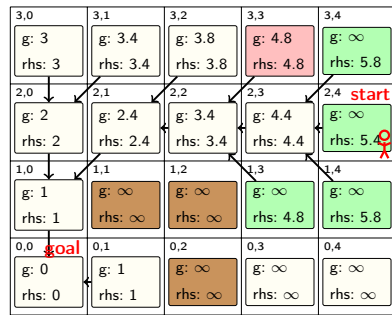 3,0 3,1 3,2 3,3 3,4
g: 3 g: 3.4 g: 3.8 g: 4.8 g: ∞
rhs: 3 rhs: 3.4 rhs: 3.8 rhs: 4.8 rhs: 5.8
2,0 2,1 2,2 2,3 2,4 start
g: 2 g: 2.4 g: 3.4 g: 4.4 g: ∞
rhs: 2 rhs: 2.4 rhs: 3.4 rhs: 4.4 rhs: 5.4
1,0 1,1 1,2 1,3 1,4
g: 1 g: ∞ g: ∞ g: ∞ g: ∞
rhs: 1 rhs: ∞ rhs: ∞ rhs: 4.8 rhs: 5.8
0,0 goal 0,1 0,2 0,3 0,4
g: 0 g: 1 g: ∞ g: ∞ g: ∞
rhs: 0 rhs: 1 rhs: ∞ rhs: ∞ rhs: ∞